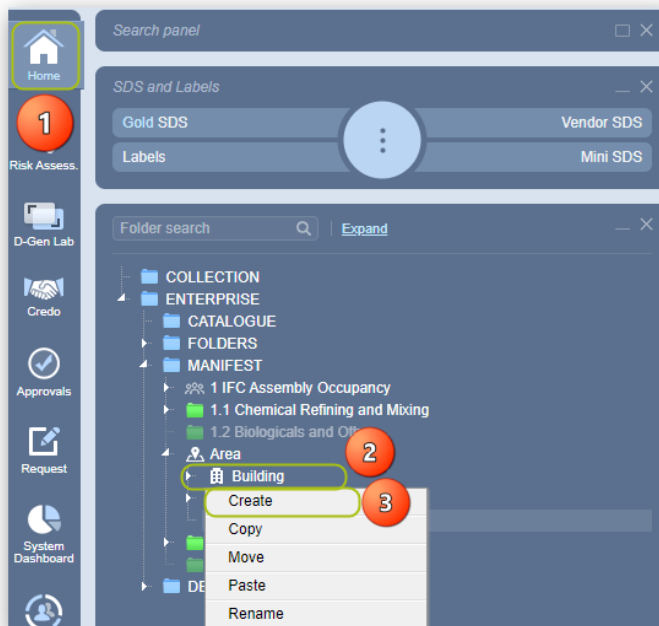 Home
1
Risk Assess.
D-Gen Lab
Credo
Approvals
Request
System
Dashboard
Search panel
SDS and Labels
Gold SDS
Vendor SDS
Labels
Mini SDS
Folder search
Expand
COLLECTION
ENTERPRISE
CATALOGUE
FOLDERS
MANIFEST
1 IFC Assembly Occupancy
1.1 Chemical Refining and Mixing
1.2 Biologicals and
2
Area
Building
3
Create
Copy
Move
Paste
Rename
DE